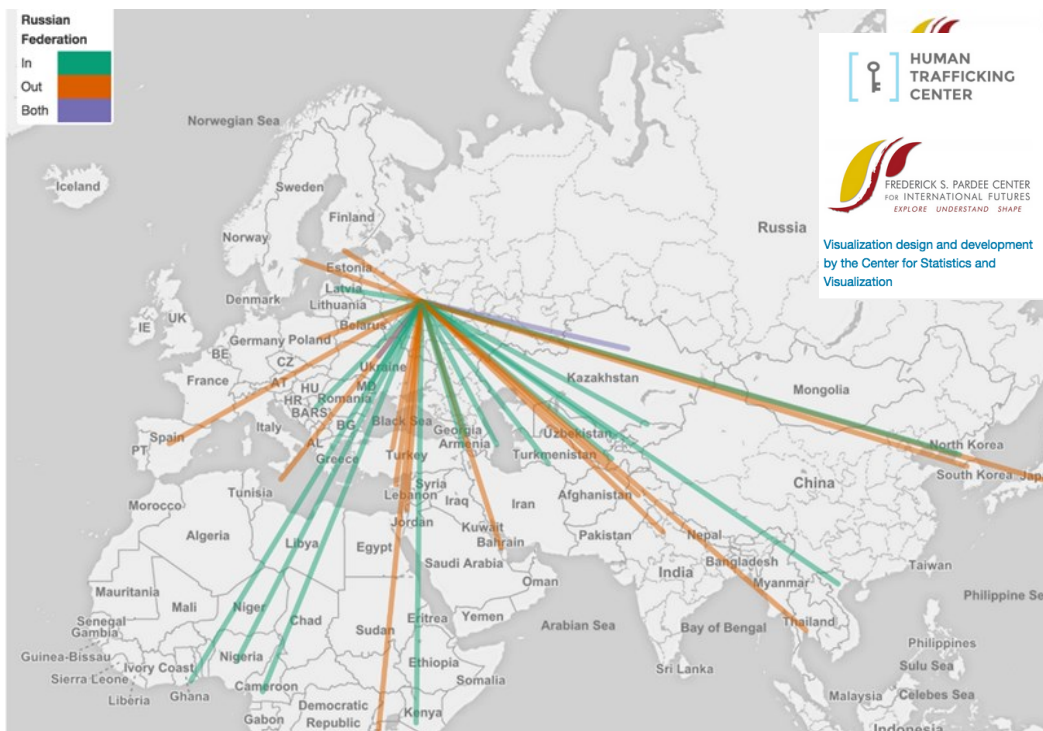 Russian
Federation
In
Out
Both
HUMAN
TRAFFICKING
CENTER
FREDERICK S. PARDEE CENTER
FOR INTERNATIONAL FUTURES
EXPLORE UNDERSTAND SHAPE
Visualization design and development
by the Center for Statistics and
Visualization
Norwegian Sea
Iceland
Sweden
Finland
Russia
Norway
Estonia
Latvia
Denmark
Lithuania
IE
UK
Belarus
Germany
Poland
BE
CZ
Ukraine
France
AT
HU
MD
Kazakhstan
Mongolia
HR
Romania
BARS
BG
Black Sea
Italy
Georgia
Uzbekistan
Spain
PT
AL
Armenia
North Korea
Greece
Turkey
Turkmenistan
South Korea
Japa
Tunisia
Syria
China
Morocco
Lebanon
Iraq
Iran
Afghanistan
Jordan
Algeria
Libya
Egypt
Kuwait
Pakistan
Nepal
Bahrain
Bangladesh
Saudi Arabia
Taiwan
India
Oman
Myanmar
Mauritania
Philippine Se
Mali
Niger
Chad
Eritrea
Yemen
Senegal
Sudan
Arabian Sea
Bay of Bengal
Thailand
Gambia
Philippines
Guinea-Bissau
Nigeria
Ethiopia
Ivory Coast
Sri Lanka
Sulu Sea
Sierra Leone
Somalia
Liberia
Ghana
Cameroon
Malaysia
Celebes Sea
Democratic
Republic
Gabon
Kenya
Indonesia